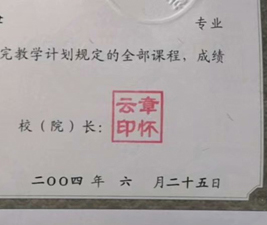 专业
完教学计划规定的全部课程，成绩
校（院）长：
云章
印怀
二〇〇四 年 六 月二十五日